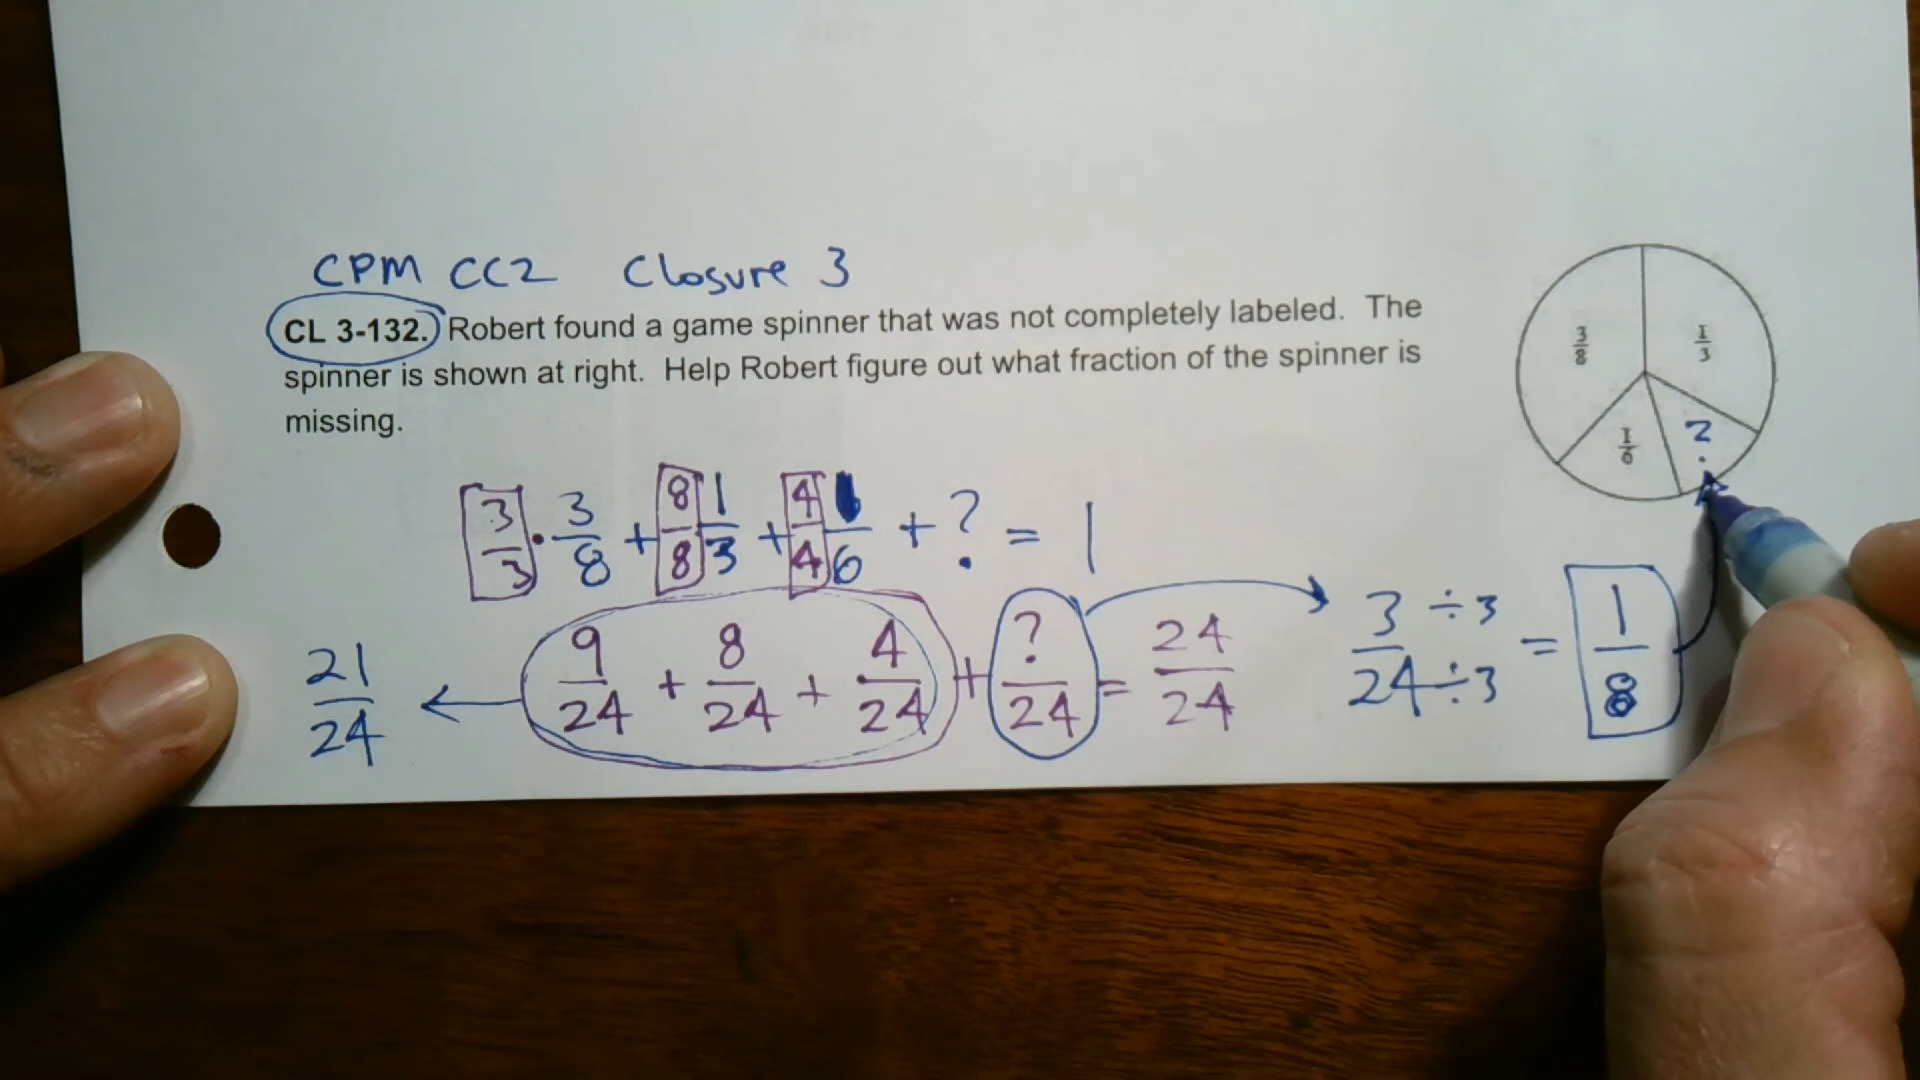 CPM CC2 Closure 3
CL 3-132. Robert found a game spinner that was not completely labeled. The
spinner is shown at right. Help Robert figure out what fraction of the spinner is
missing.
3/8 1/3
1/6 ?
3/3 · 3/8 + 8/8 1/3 + 4/4 1/6 + ? = 1
21/24 ← 9/24 + 8/24 + 4/24 + ?/24 = 24/24
3÷3/24÷3 = 1/8